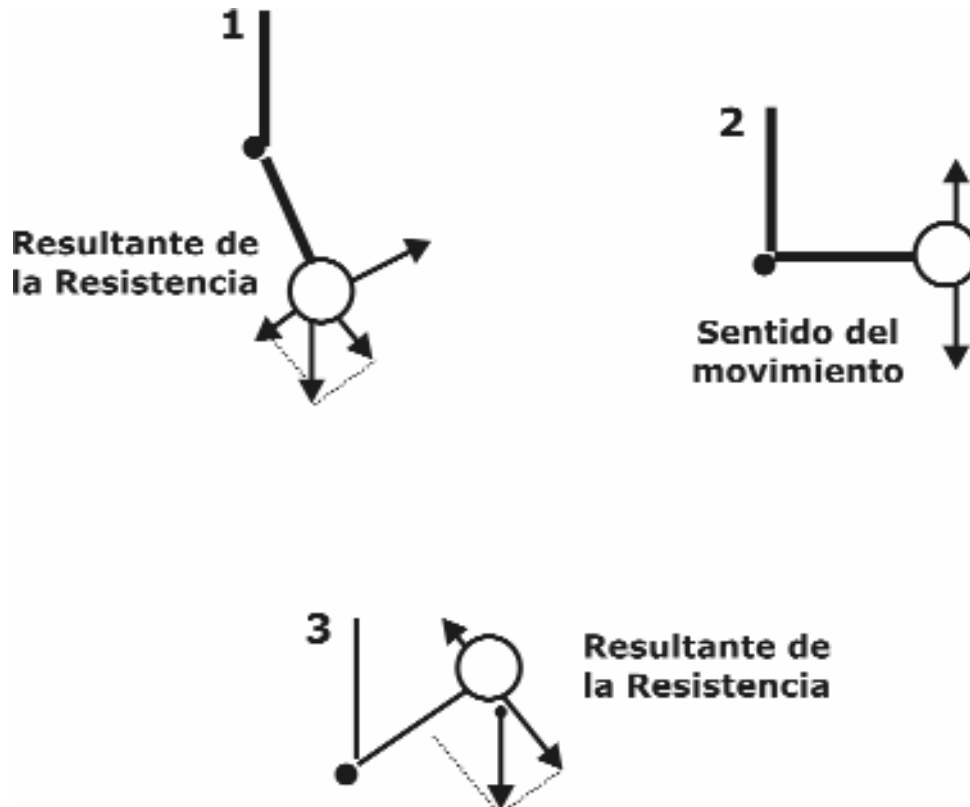 1
2
Resultante de
la Resistencia
Sentido del
movimiento
3
Resultante de
la Resistencia